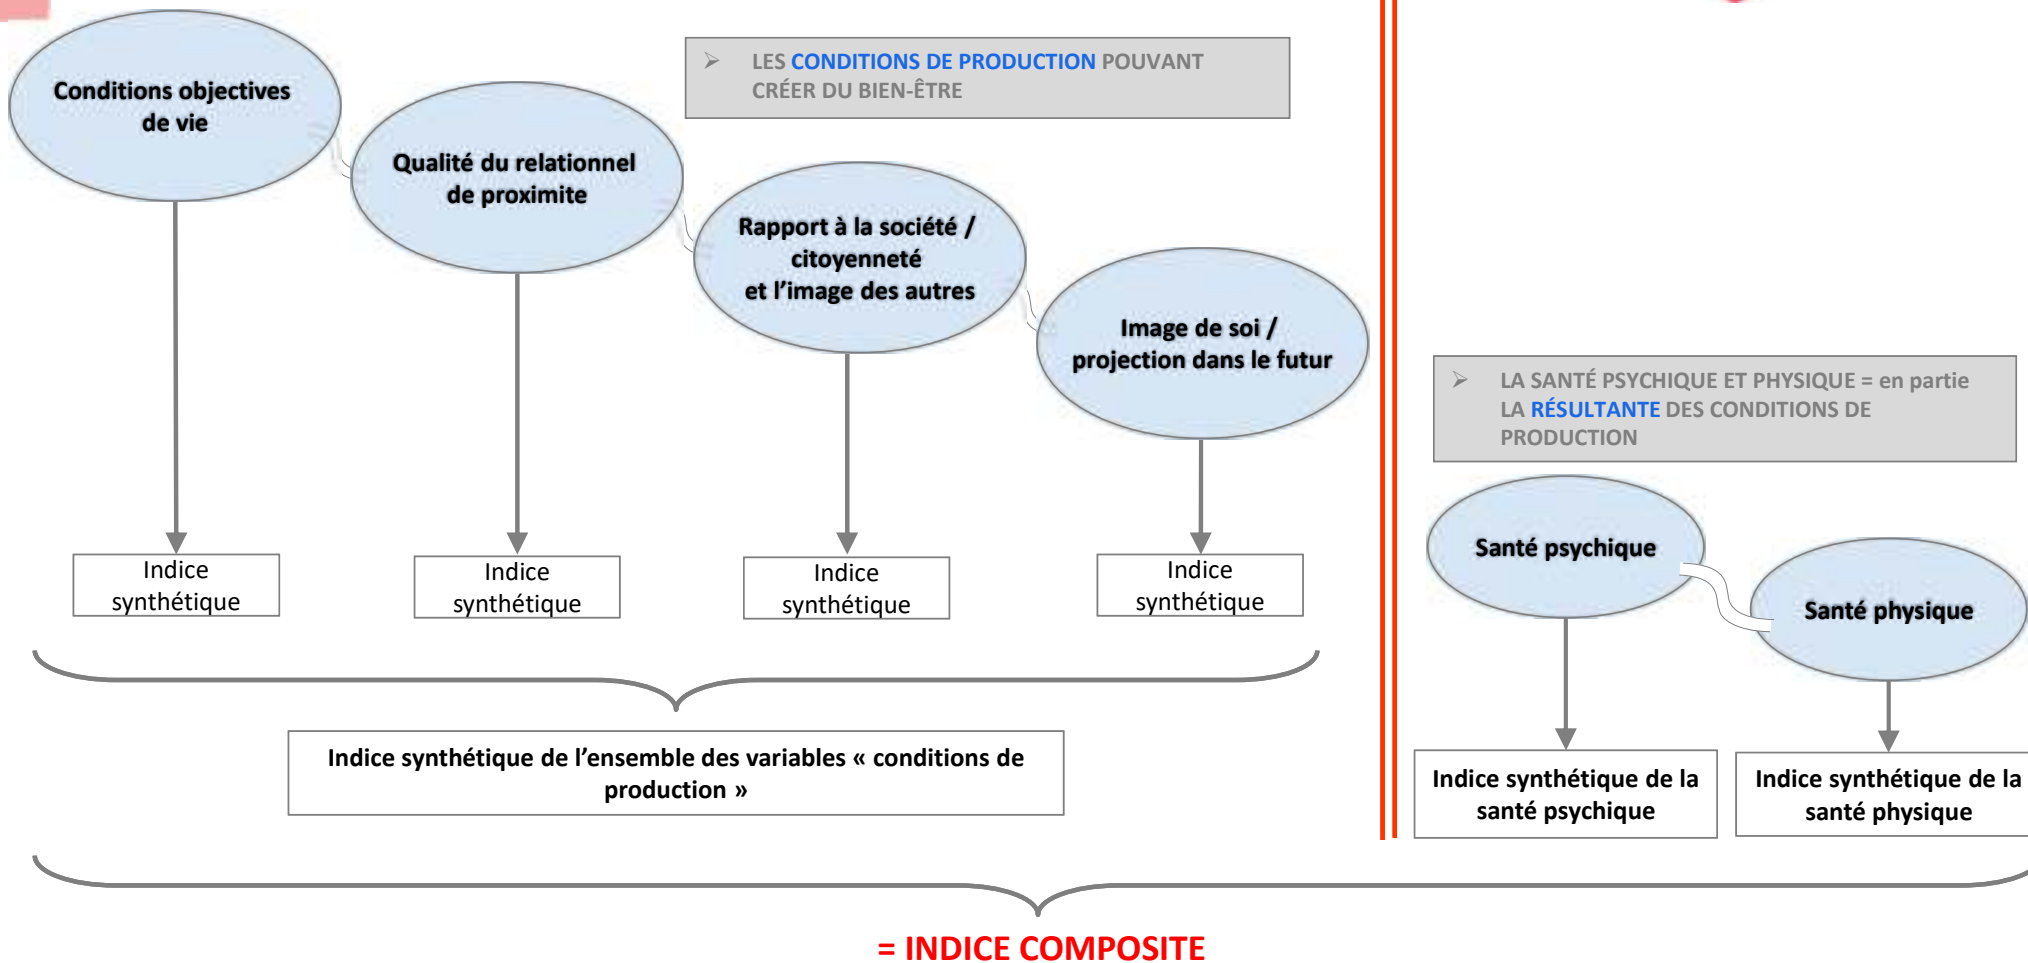 Conditions objectives
de vie
Qualité du relationnel
de proximite
Rapport à la société /
citoyenneté
et l’image des autres
Image de soi /
projection dans le futur
➢ LES CONDITIONS DE PRODUCTION POUVANT
CRÉER DU BIEN-ÊTRE
Indice
synthétique
Indice
synthétique
Indice
synthétique
Indice
synthétique
Indice synthétique de l’ensemble des variables « conditions de
production »
➢ LA SANTÉ PSYCHIQUE ET PHYSIQUE = en partie
LA RÉSULTANTE DES CONDITIONS DE
PRODUCTION
Santé psychique
Santé physique
Indice synthétique de la
santé psychique
Indice synthétique de la
santé physique
= INDICE COMPOSITE